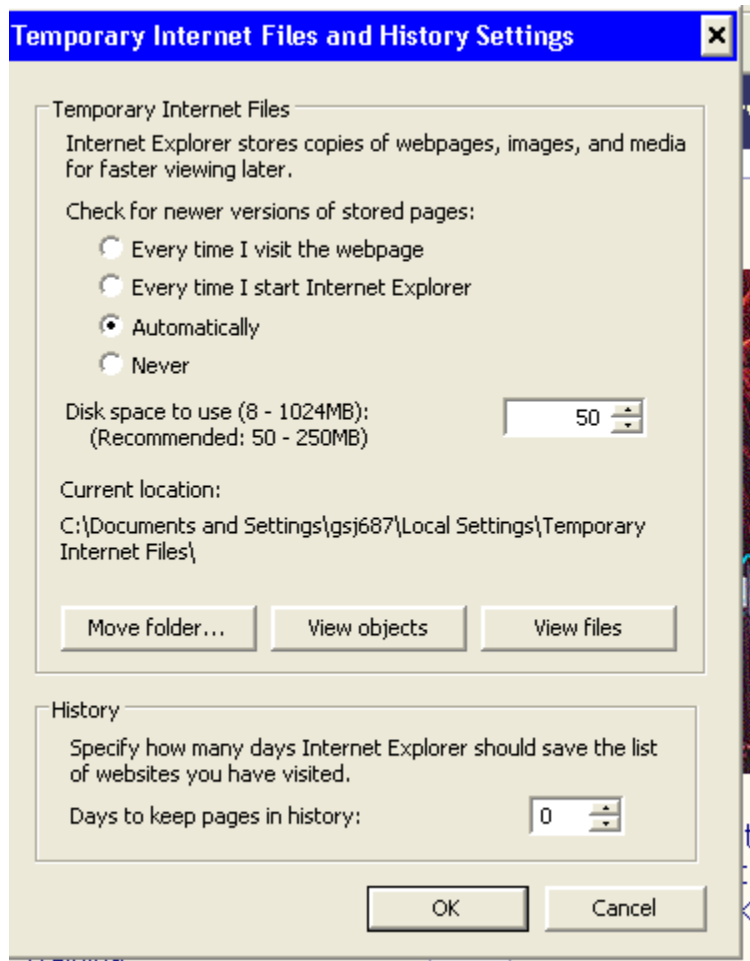 Temporary Internet Files and History Settings
Temporary Internet Files
Internet Explorer stores copies of webpages, images, and media
for faster viewing later.
Check for newer versions of stored pages:
Every time I visit the webpage
Every time I start Internet Explorer
Automatically
Never
Disk space to use (8 - 1024MB):
50
(Recommended: 50 - 250MB)
Current location:
C:\Documents and Settings\gsj687\Local Settings\Temporary
Internet Files\
Move folder... View objects View files
History
Specify how many days Internet Explorer should save the list
of websites you have visited.
Days to keep pages in history: 0
OK Cancel